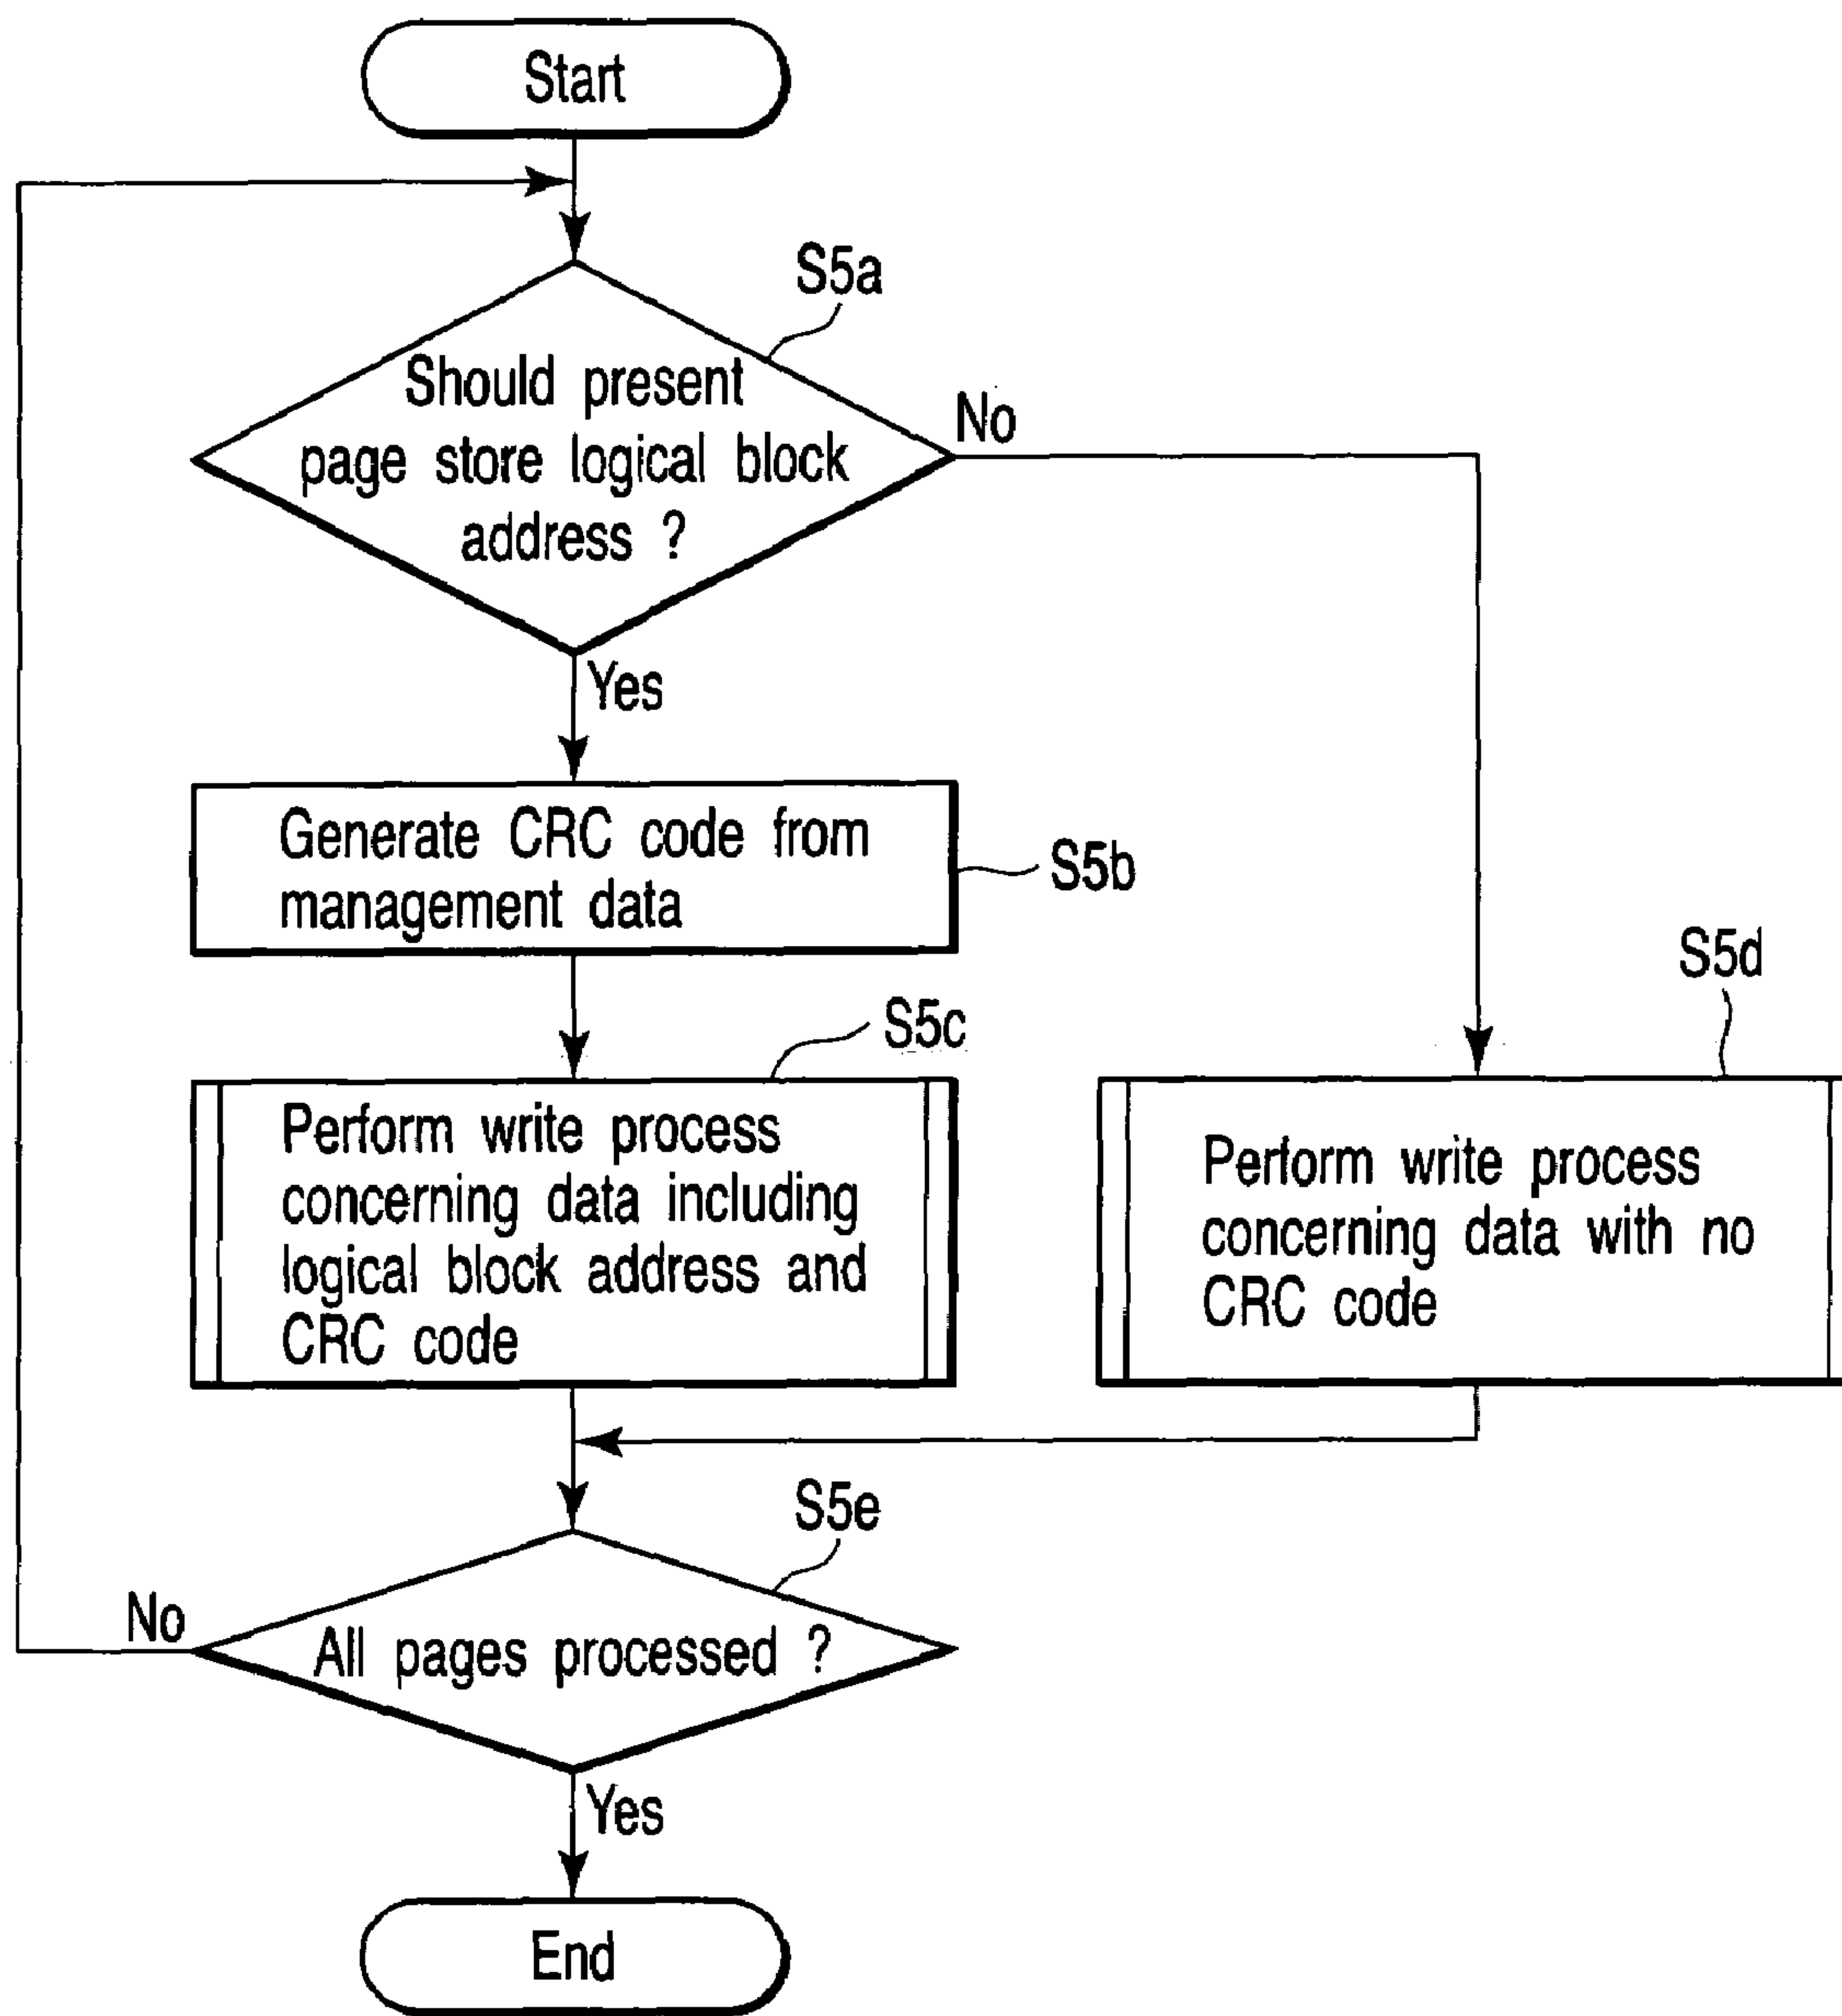 Start
S5a
Should present
page store logical block
address ?
No
Yes
Generate CRC code from
management data
S5b
S5c
Perform write process
concerning data including
logical block address and
CRC code
S5d
Perform write process
concerning data with no
CRC code
S5e
All pages processed ?
No
Yes
End